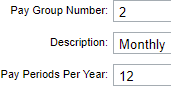 Pay Group Number: 2
Description: Monthly
Pay Periods Per Year: 12